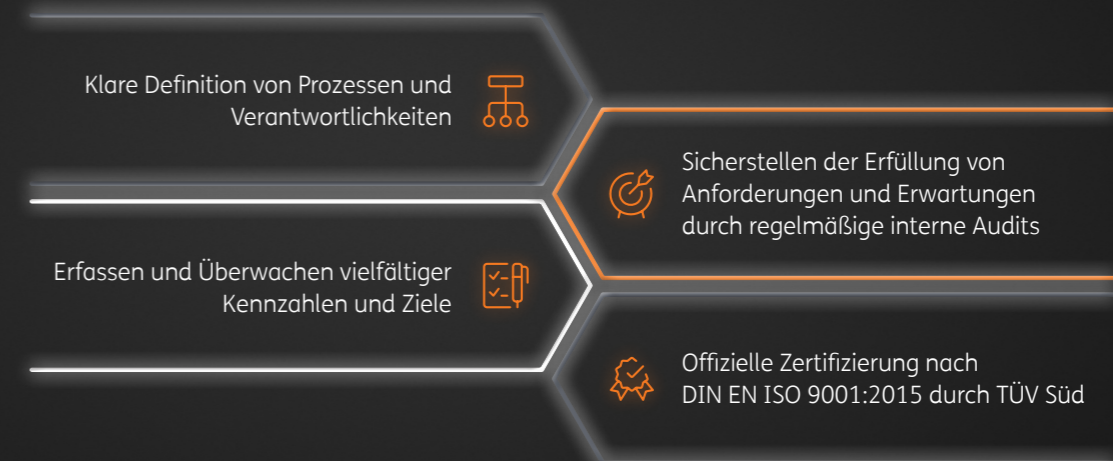 Klare Definition von Prozessen und
Verantwortlichkeiten
Sicherstellen der Erfüllung von
Anforderungen und Erwartungen
durch regelmäßige interne Audits
Erfassen und Überwachen vielfältiger
Kennzahlen und Ziele
Offizielle Zertifizierung nach
DIN EN ISO 9001:2015 durch TÜV Süd